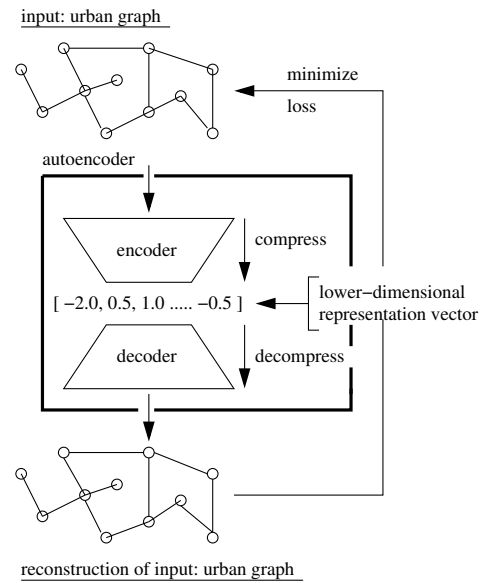 input: urban graph
minimize
loss
autoencoder
encoder
compress
[ −2.0, 0.5, 1.0 ..... −0.5 ]
lower−dimensional
representation vector
decoder
decompress
reconstruction of input: urban graph